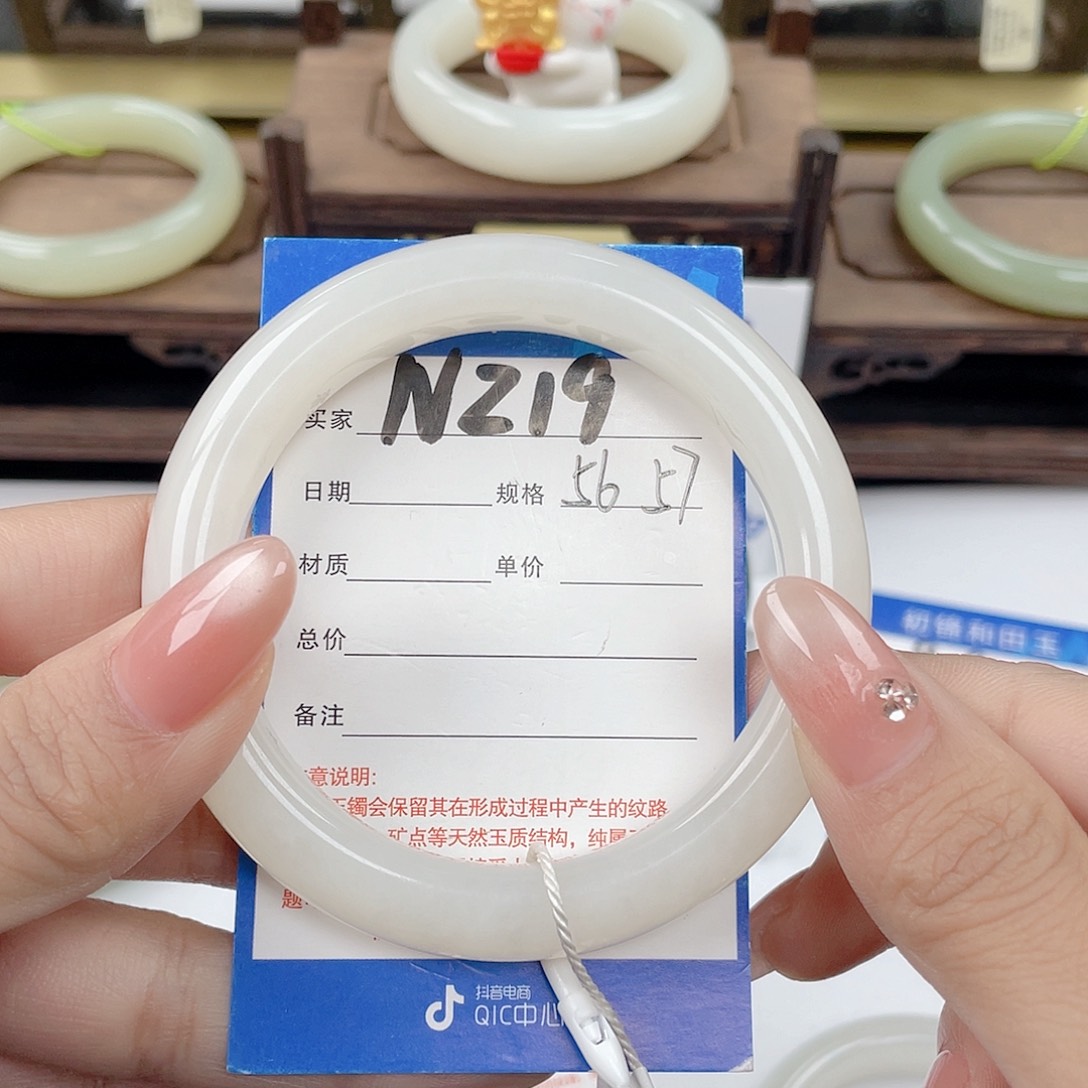 买家 NZ19
日期 规格 56 57
材质 单价
总价
备注
意说明:
玉镯会保留其在形成过程中产生的纹路
矿点等天然玉质结构，纯属
题
抖音电商
QIC中心
和田玉